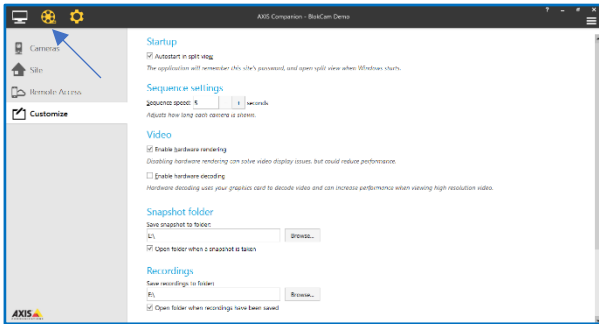 AXIS Companion - BlokCam Demo
Cameras
Site
Remote Access
Customize
Startup
Autostart in split view
The application will remember this site's password, and open split view when Windows starts.
Sequence settings
Sequence speed: 5 seconds
Adjusts how long each camera is shown.
Video
Enable hardware rendering
Disabling hardware rendering can solve video display issues, but could reduce performance.
Enable hardware decoding
Hardware decoding uses your graphics card to decode video and can increase performance when viewing high resolution video.
Snapshot folder
Save snapshot to folder:
E:\ Browse...
Open folder when a snapshot is taken
Recordings
Save recordings to folder:
E:\ Browse...
Open folder when recordings have been saved
AXIS